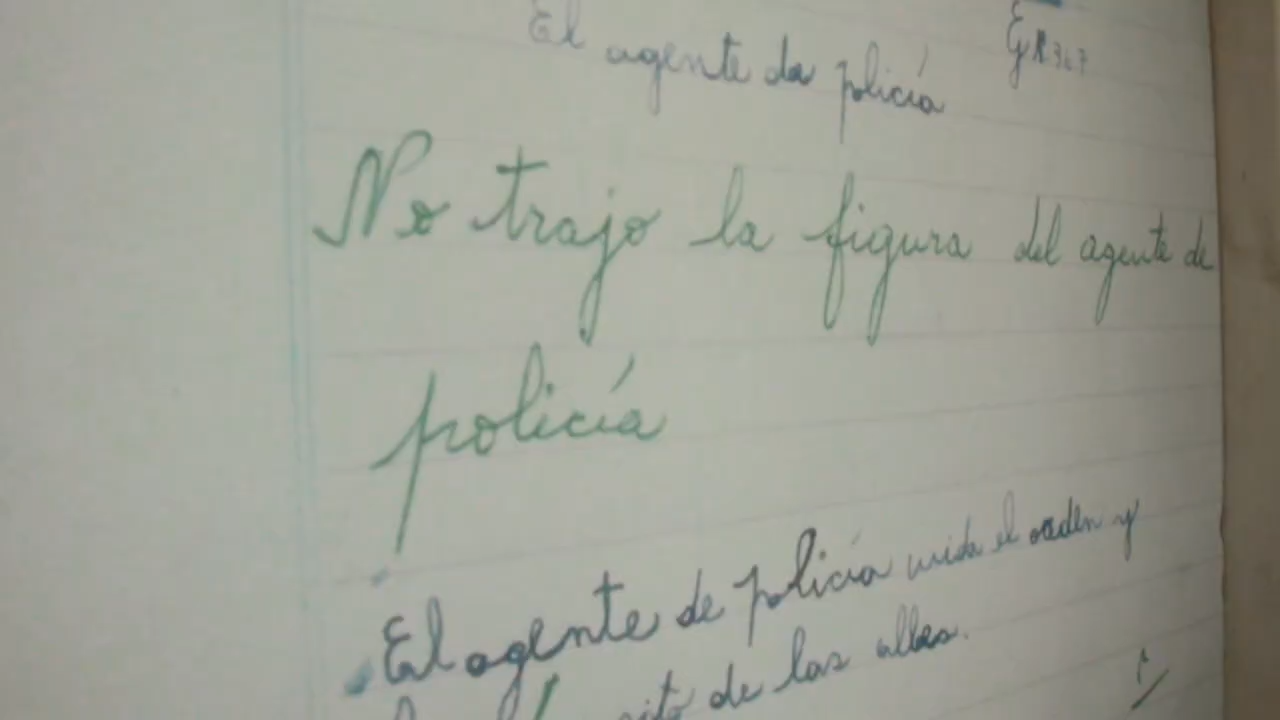 El agente da policía
No trajo la figura del agente de
policía
El agente de policía cuida el orden y
de las calles.